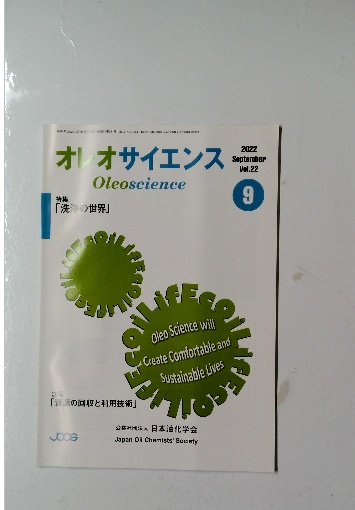 オレオサイエンス
Oleoscience
2022
September
Vol.22
9
特集
「洗浄の世界」
Oleo Science will
Create Comfortable and
Sustainable Lives
「資源の回収と利用技術」
公益社団法人 日本油化学会
JOCS
Japan Oil Chemists' Society